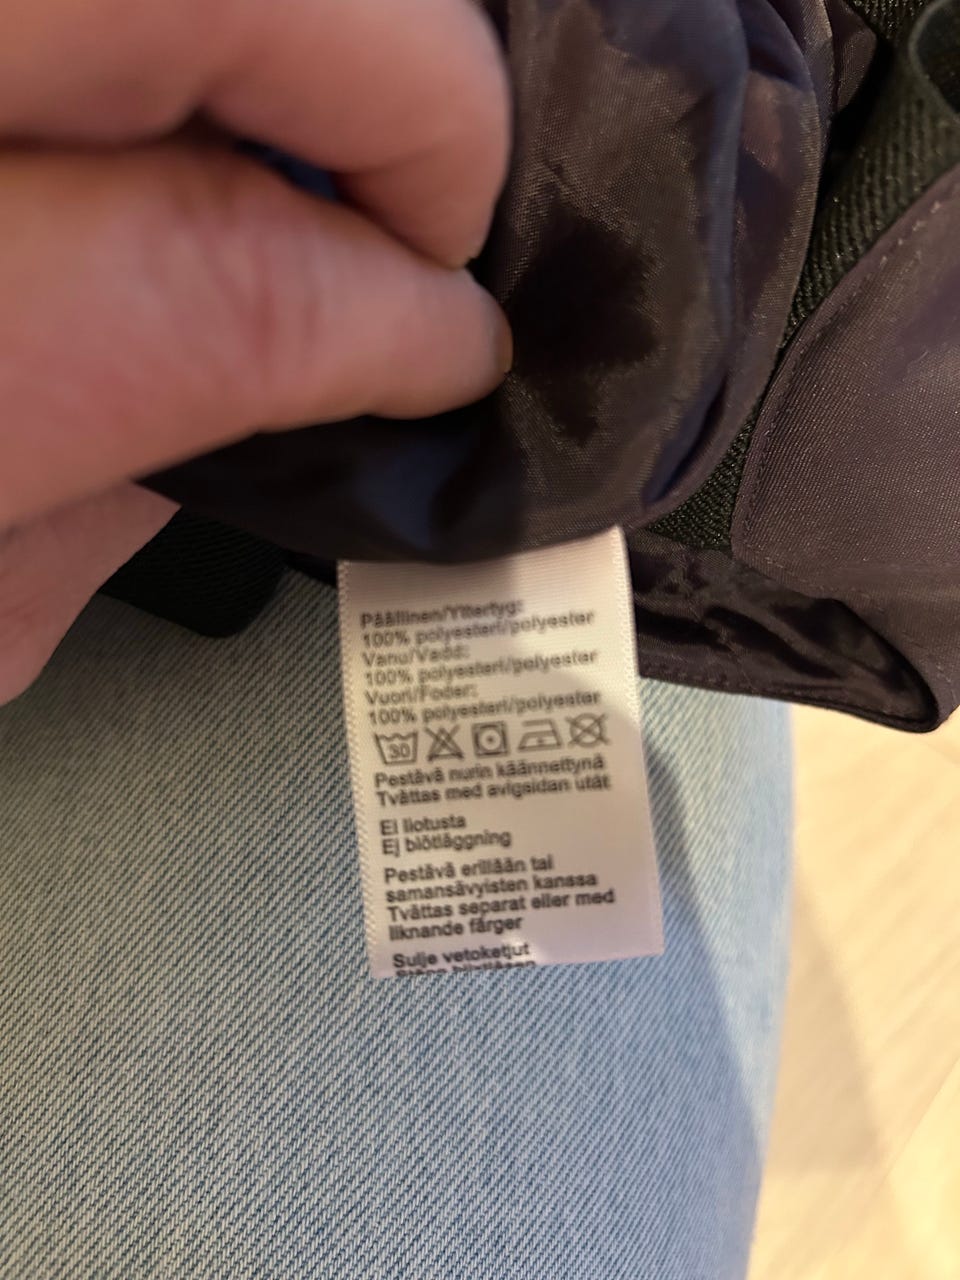 Päällinen/Yttertyg:
100% polyesteri/polyester
Vanu/Vadd:
100% polyesteri/polyester
Vuori/Foder:
100% polyesteri/polyester
30
Pestävä nurin käännettynä
Tvättas med avigsidan utåt
Ei liotusta
Ej blötläggning
Pestävä erillään tai
samansävyisten kanssa
Tvättas separat eller med
liknande färger
Sulje vetoketjut